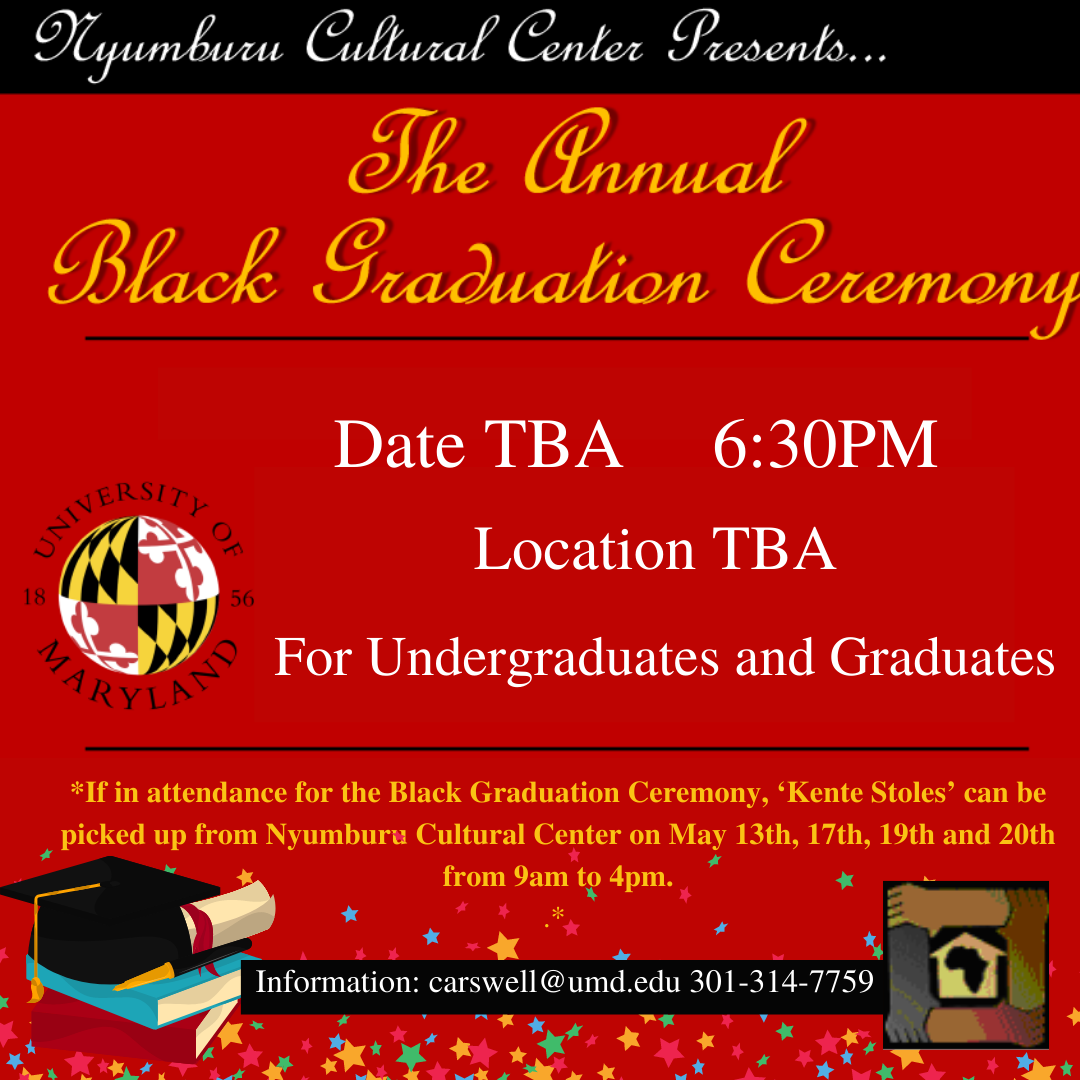 Nyumburu Cultural Center Presents...
The Annual
Black Graduation Ceremony
Date TBA 6:30PM
Location TBA
For Undergraduates and Graduates
UNIVERSITY OF
18 56
MARYLAND
*If in attendance for the Black Graduation Ceremony, ‘Kente Stoles’ can be
picked up from Nyumburu Cultural Center on May 13th, 17th, 19th and 20th
from 9am to 4pm.
.*
Information: carswell@umd.edu 301-314-7759